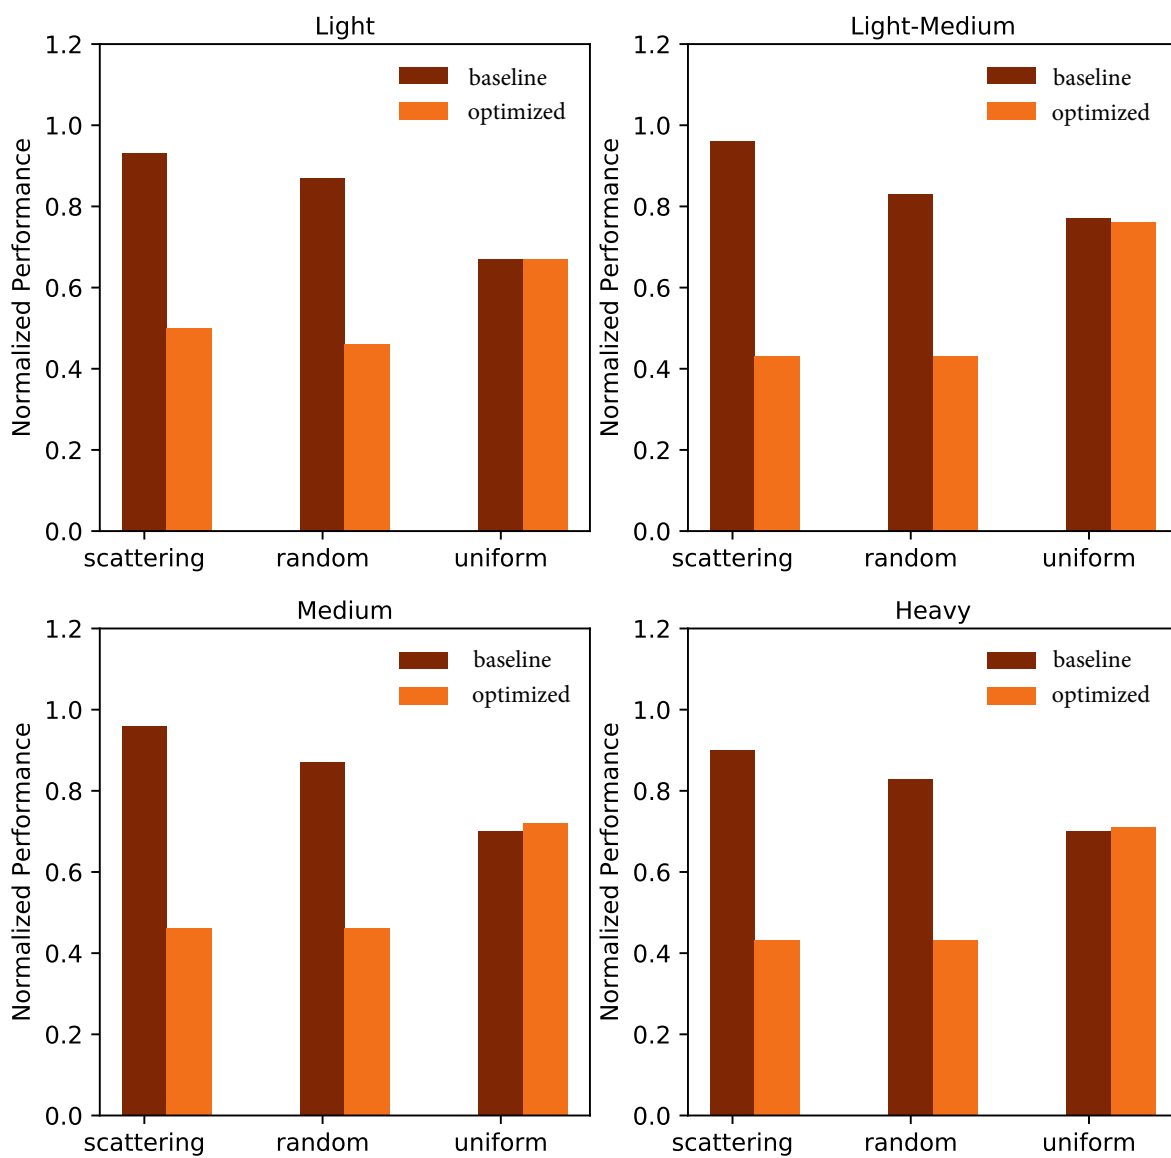 Light
1.2
1.0
0.8
0.6
0.4
0.2
0.0
Normalized Performance
baseline
optimized
scattering random uniform
Light-Medium
1.2
1.0
0.8
0.6
0.4
0.2
0.0
Normalized Performance
baseline
optimized
scattering random uniform
Medium
1.2
1.0
0.8
0.6
0.4
0.2
0.0
Normalized Performance
baseline
optimized
scattering random uniform
Heavy
1.2
1.0
0.8
0.6
0.4
0.2
0.0
Normalized Performance
baseline
optimized
scattering random uniform